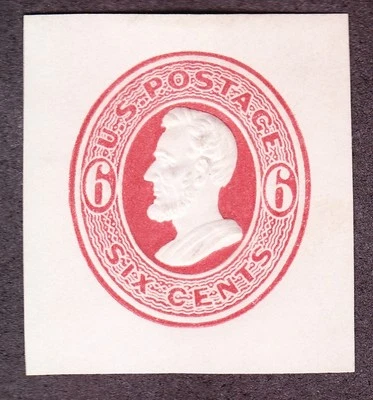 U.S. POSTAGE
6 6
SIX CENTS